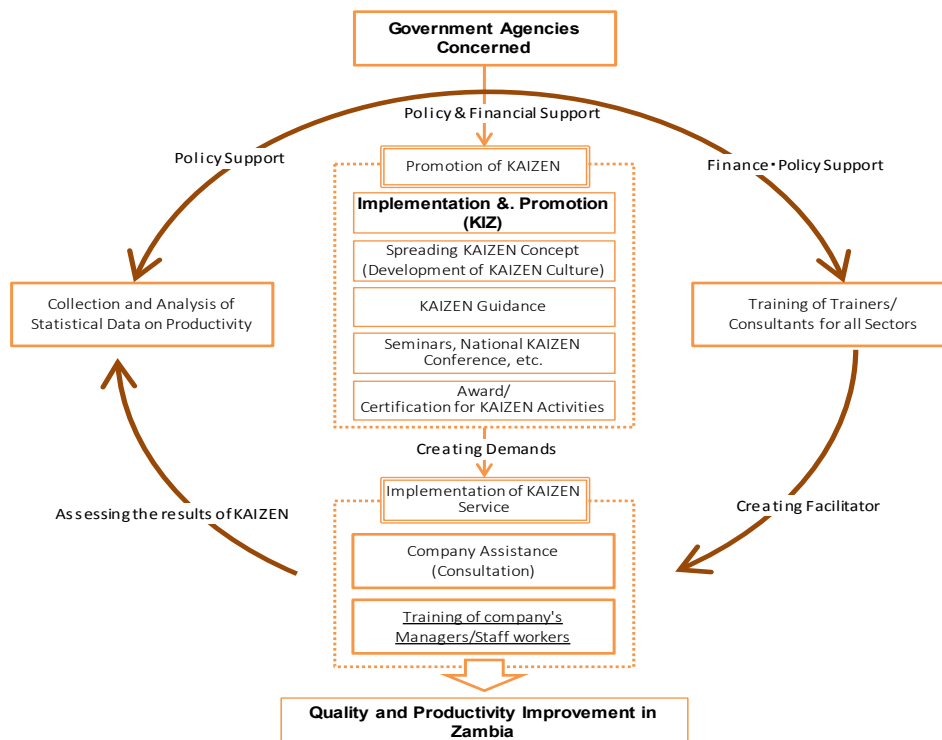 Government Agencies
Concerned
Policy & Financial Support
Policy Support
Finance・Policy Support
Promotion of KAIZEN
Implementation &. Promotion
(KIZ)
Spreading KAIZEN Concept
(Development of KAIZEN Culture)
KAIZEN Guidance
Seminars, National KAIZEN
Conference, etc.
Award/
Certification for KAIZEN Activities
Collection and Analysis of
Statistical Data on Productivity
Training of Trainers/
Consultants for all Sectors
Creating Demands
Implementation of KAIZEN
Service
Assessing the results of KAIZEN
Creating Facilitator
Company Assistance
(Consultation)
Training of company's
Managers/Staff workers
Quality and Productivity Improvement in
Zambia